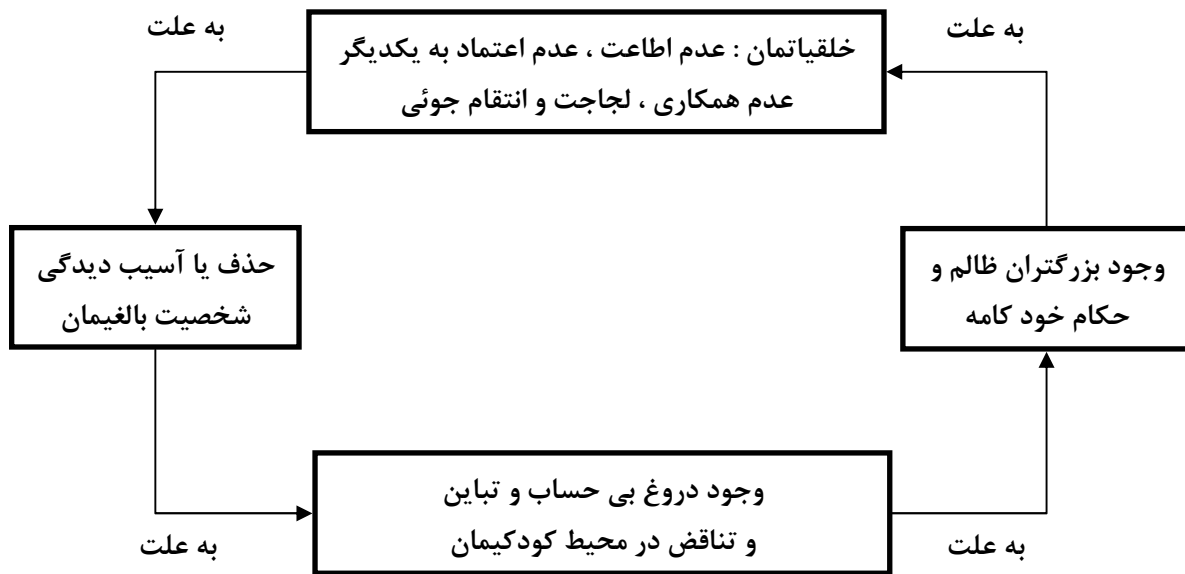 به علت
به علت
خلقیاتمان : عدم اطاعت ، عدم اعتماد به یکدیگر
عدم همکاری ، لجاجت و انتقام جوئی
وجود بزرگتران ظالم و
حکام خود کامه
حذف یا آسیب دیدگی
شخصیت بالغیمان
وجود دروغ بی حساب و تباین
و تناقض در محیط کودکیمان
به علت
به علت